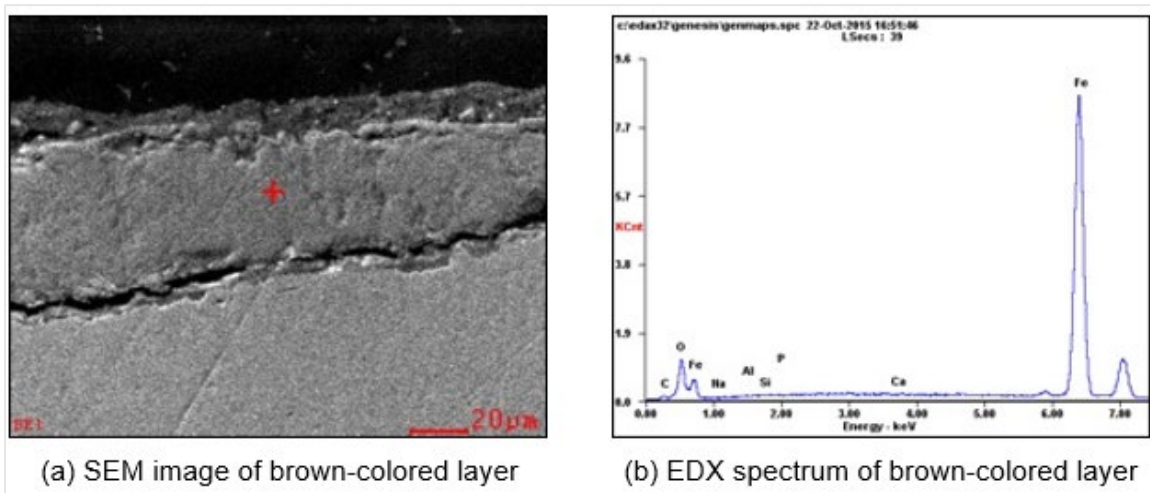 c:\edax32\genesis\genmaps.spc 22-Oct-2015 16:51:46
LSecs : 39
9.6
7.7
5.7
KCnt
3.8
1.9
0.0
Fe
O
Fe
C
Na
Al
Si
P
Ca
0.00 1.00 2.00 3.00 4.00 5.00 6.00 7.00
Energy - keV
20µm
(a) SEM image of brown-colored layer
(b) EDX spectrum of brown-colored layer